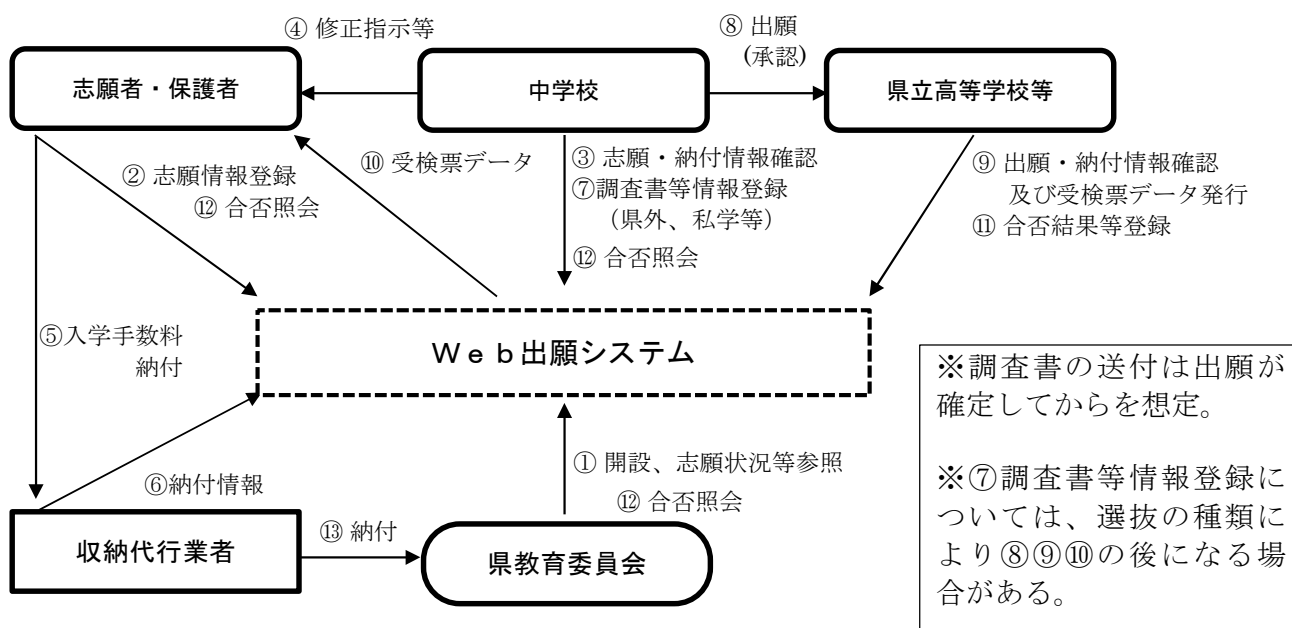 ④ 修正指示等
⑧ 出願
(承認)
志願者・保護者
中学校
県立高等学校等
② 志願情報登録
⑫ 合否照会
⑩ 受検票データ
③ 志願・納付情報確認
⑦調査書等情報登録
(県外、私学等)
⑫ 合否照会
⑨ 出願・納付情報確認
及び受検票データ発行
⑪ 合否結果等登録
⑤入学手数料
納付
Web出願システム
① 開設、志願状況等参照
⑫ 合否照会
⑥納付情報
収納代行業者
⑬ 納付
県教育委員会
※調査書の送付は出願が
確定してからを想定。
※⑦調査書等情報登録に
ついては、選抜の種類に
より⑧⑨⑩の後になる場
合がある。